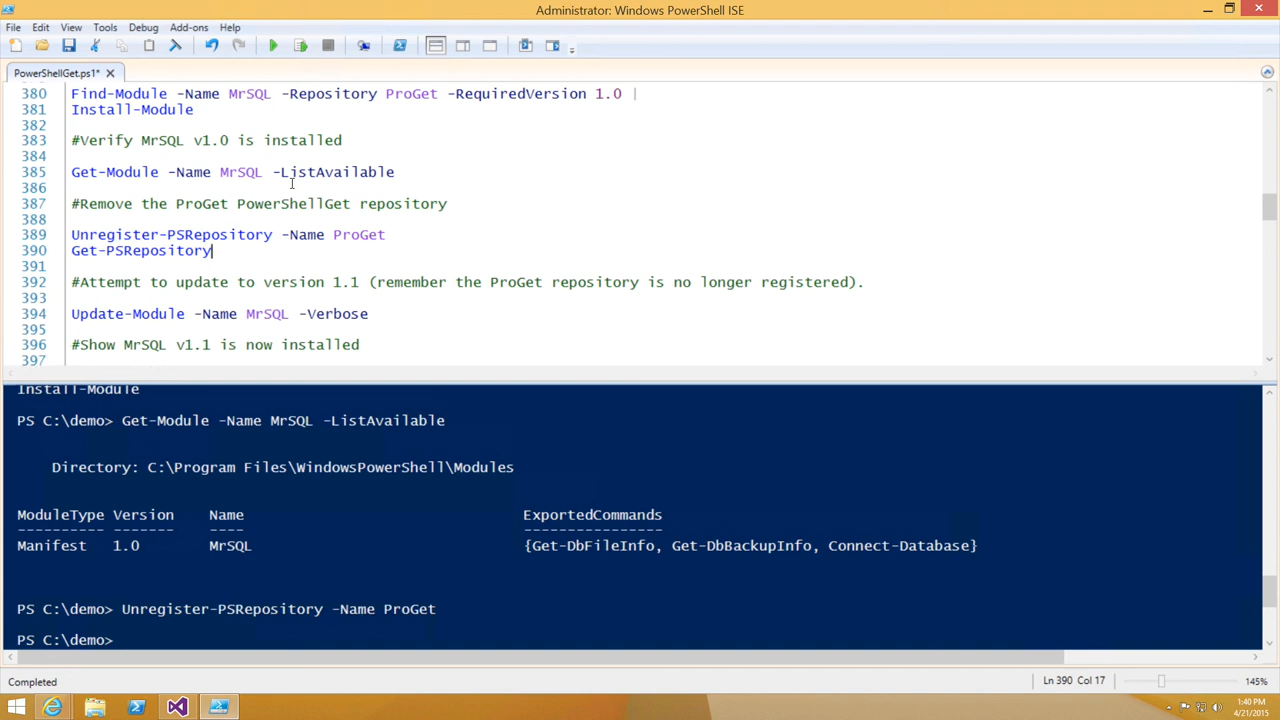 Administrator: Windows PowerShell ISE
File Edit View Tools Debug Add-ons Help
PowerShellGet.ps1*
380 Find-Module -Name MrSQL -Repository ProGet -RequiredVersion 1.0 |
381 Install-Module
382
383 #Verify MrSQL v1.0 is installed
384
385 Get-Module -Name MrSQL -ListAvailable
386
387 #Remove the ProGet PowerShellGet repository
388
389 Unregister-PSRepository -Name ProGet
390 Get-PSRepository
391
392 #Attempt to update to version 1.1 (remember the ProGet repository is no longer registered).
393
394 Update-Module -Name MrSQL -Verbose
395
396 #Show MrSQL v1.1 is now installed
397
Install-Module
PS C:\demo> Get-Module -Name MrSQL -ListAvailable
Directory: C:\Program Files\WindowsPowerShell\Modules
ModuleType Version Name ExportedCommands
---------- ------- ---- ----------------
Manifest 1.0 MrSQL {Get-DbFileInfo, Get-DbBackupInfo, Connect-Database}
PS C:\demo> Unregister-PSRepository -Name ProGet
PS C:\demo>
Completed Ln 390 Col 17 145%
1:40 PM
4/21/2015